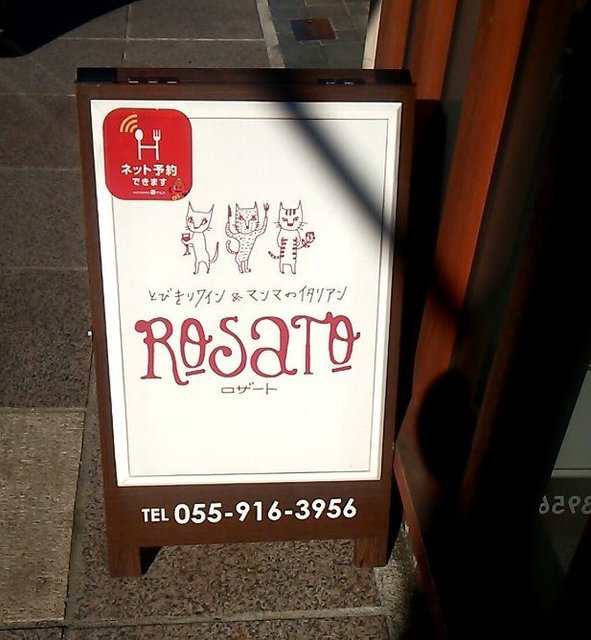 ネット予約
できます
とびきりワイン & マンマのイタリアン
ROSATO
ロザート
TEL 055-916-3956
3956